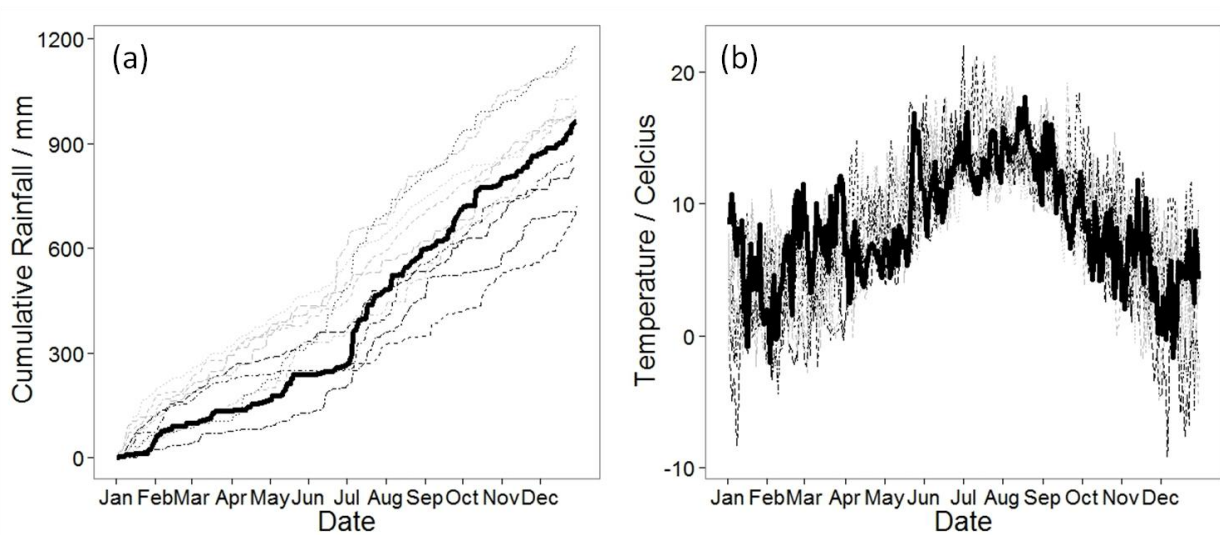 (a)
Cumulative Rainfall / mm
1200
900
600
300
0
Jan Feb Mar Apr May Jun Jul Aug Sep Oct Nov Dec
Date
(b)
Temperature / Celcius
20
10
0
-10
Jan Feb Mar Apr May Jun Jul Aug Sep Oct Nov Dec
Date